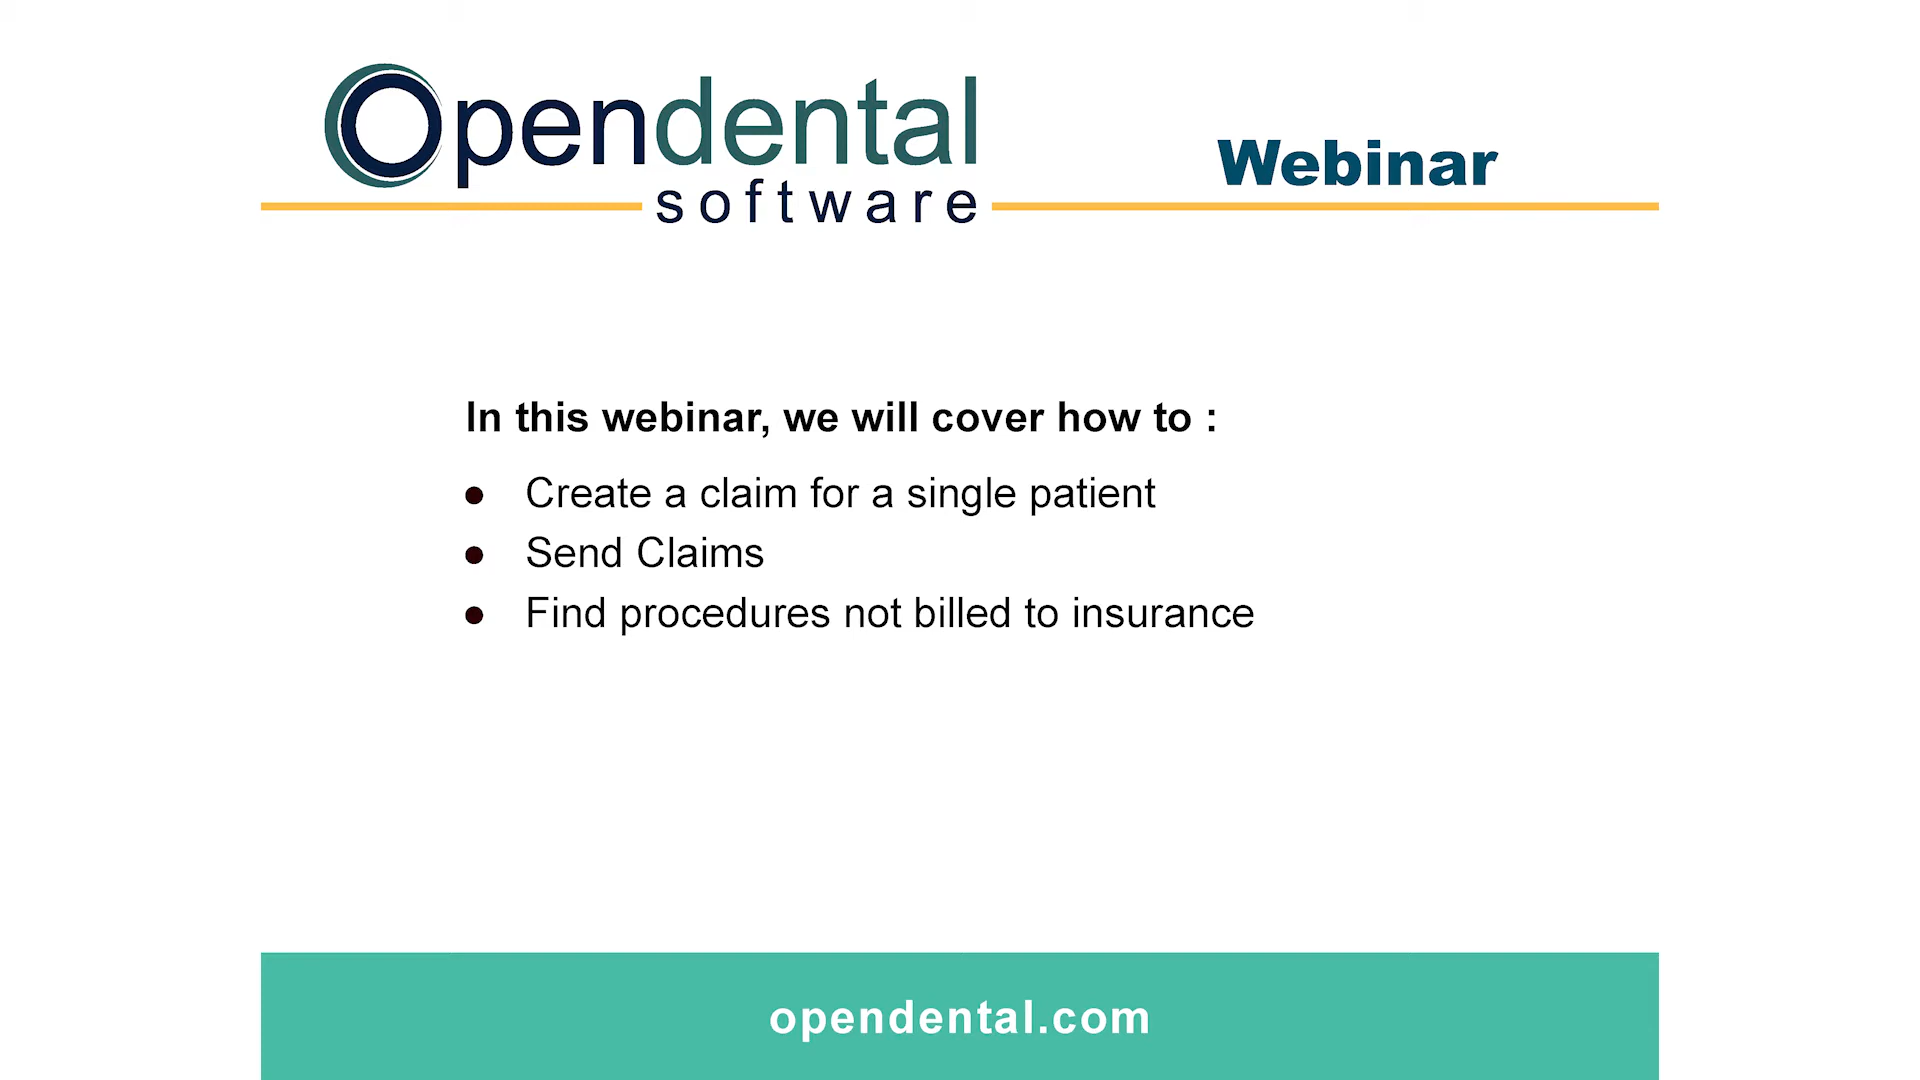 Opendental
software
Webinar
In this webinar, we will cover how to :
● Create a claim for a single patient
● Send Claims
● Find procedures not billed to insurance
opendental.com